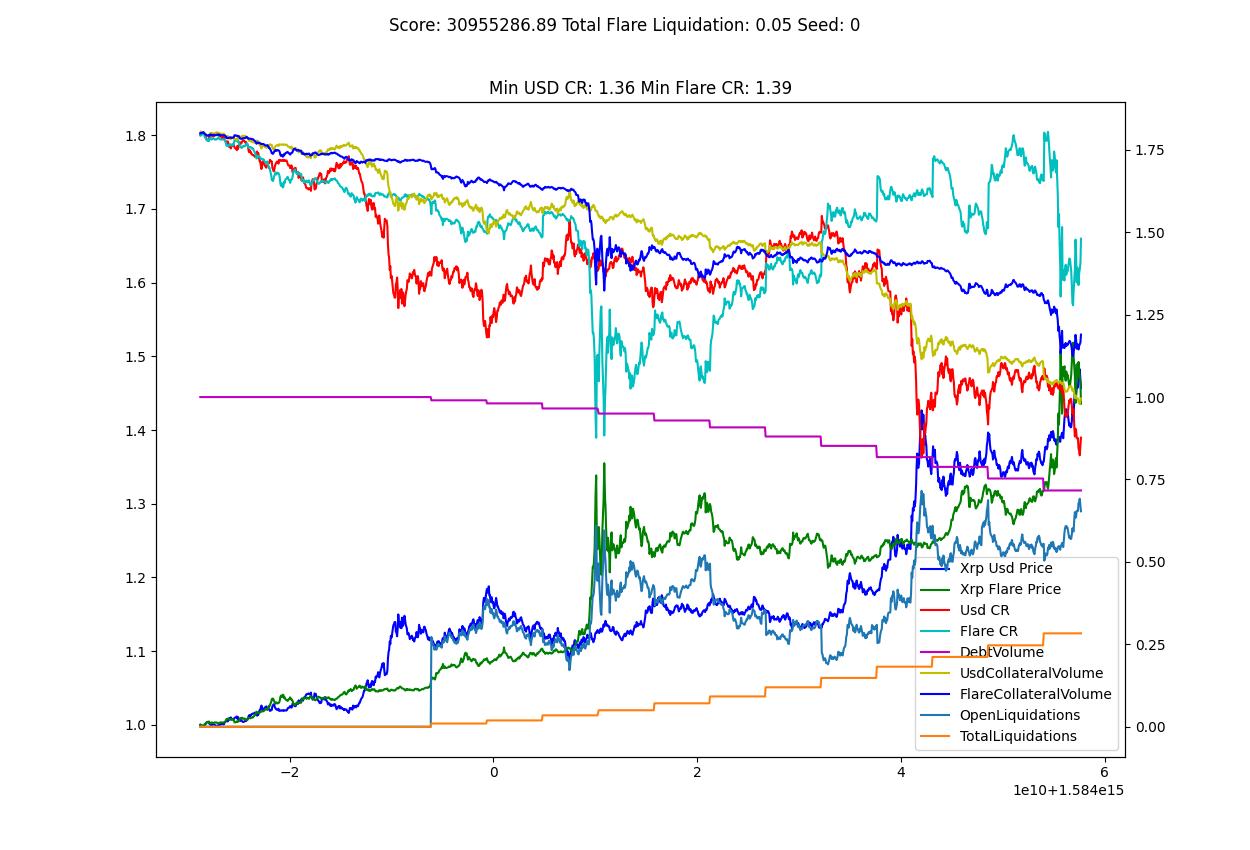 Score: 30955286.89 Total Flare Liquidation: 0.05 Seed: 0
Min USD CR: 1.36 Min Flare CR: 1.39
1.8
1.7
1.6
1.5
1.4
1.3
1.2
1.1
1.0
1.75
1.50
1.25
1.00
0.75
0.50
0.25
0.00
Xrp Usd Price
Xrp Flare Price
Usd CR
Flare CR
DebtVolume
UsdCollateralVolume
FlareCollateralVolume
OpenLiquidations
TotalLiquidations
−2 0 2 4 6
1e10+1.584e15